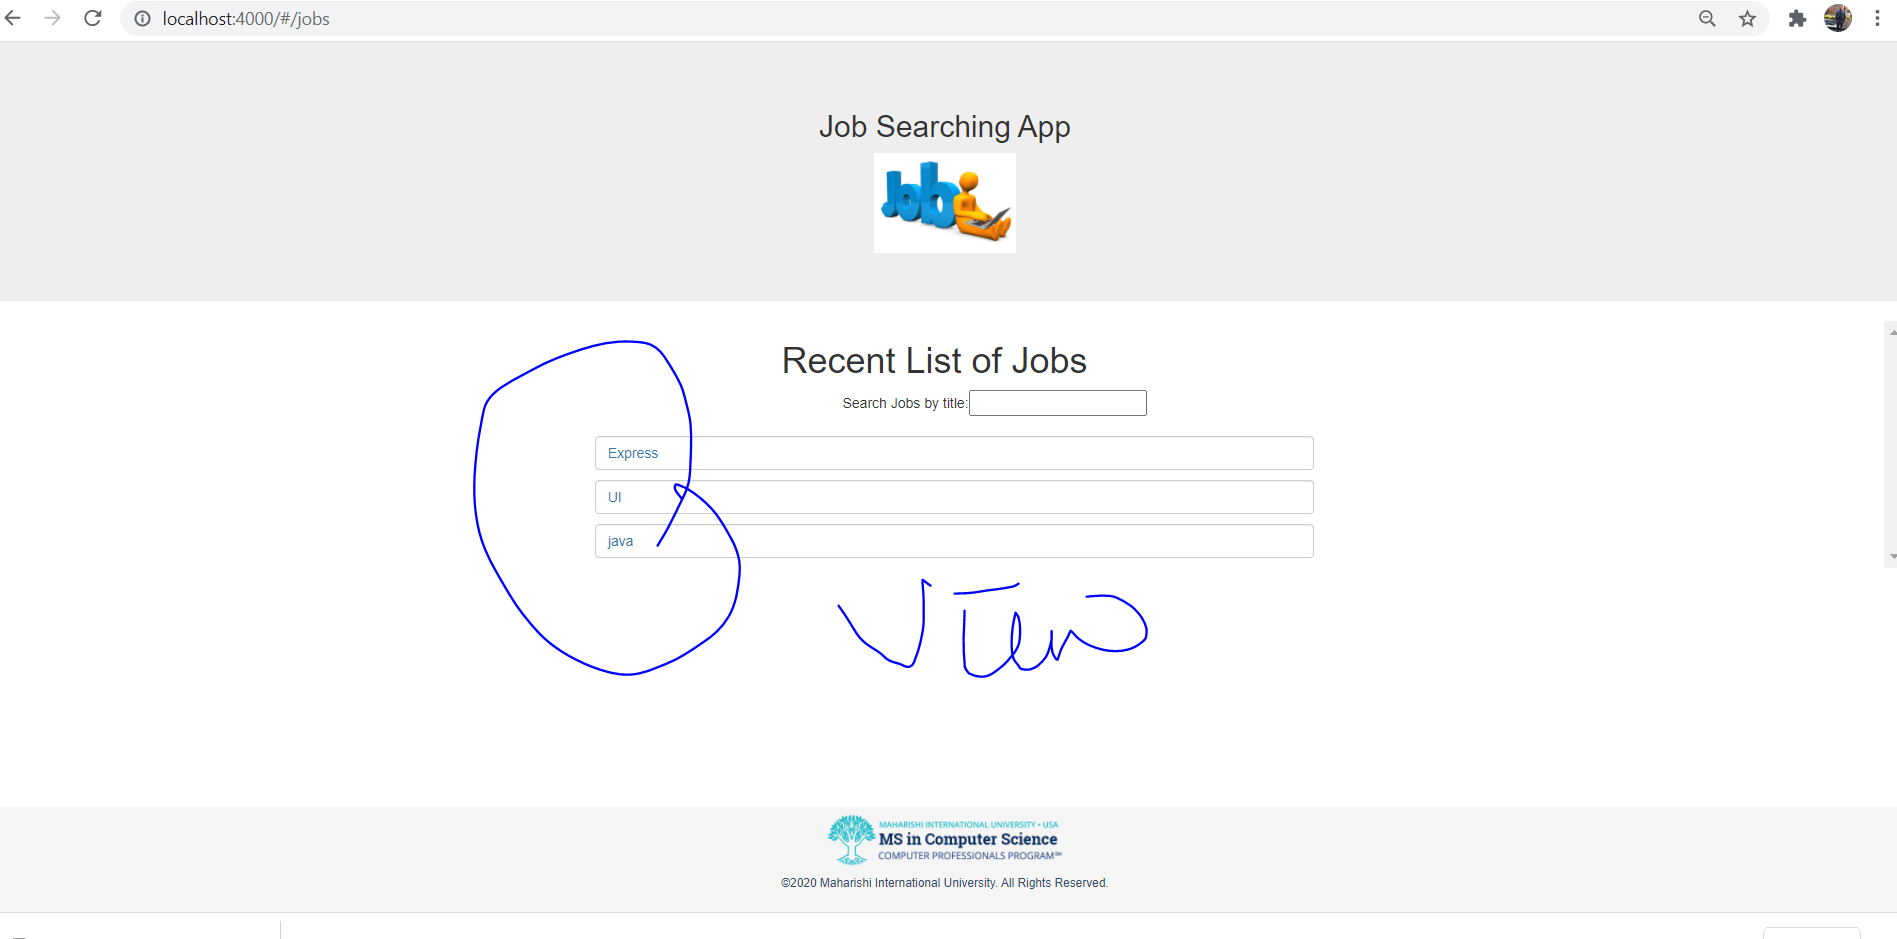 localhost:4000/#/jobs
Job Searching App
Job
Recent List of Jobs
Search Jobs by title:
Express
UI
java
view
MAHARISHI INTERNATIONAL UNIVERSITY • USA
MS in Computer Science
COMPUTER PROFESSIONALS PROGRAM℠
©2020 Maharishi International University. All Rights Reserved.